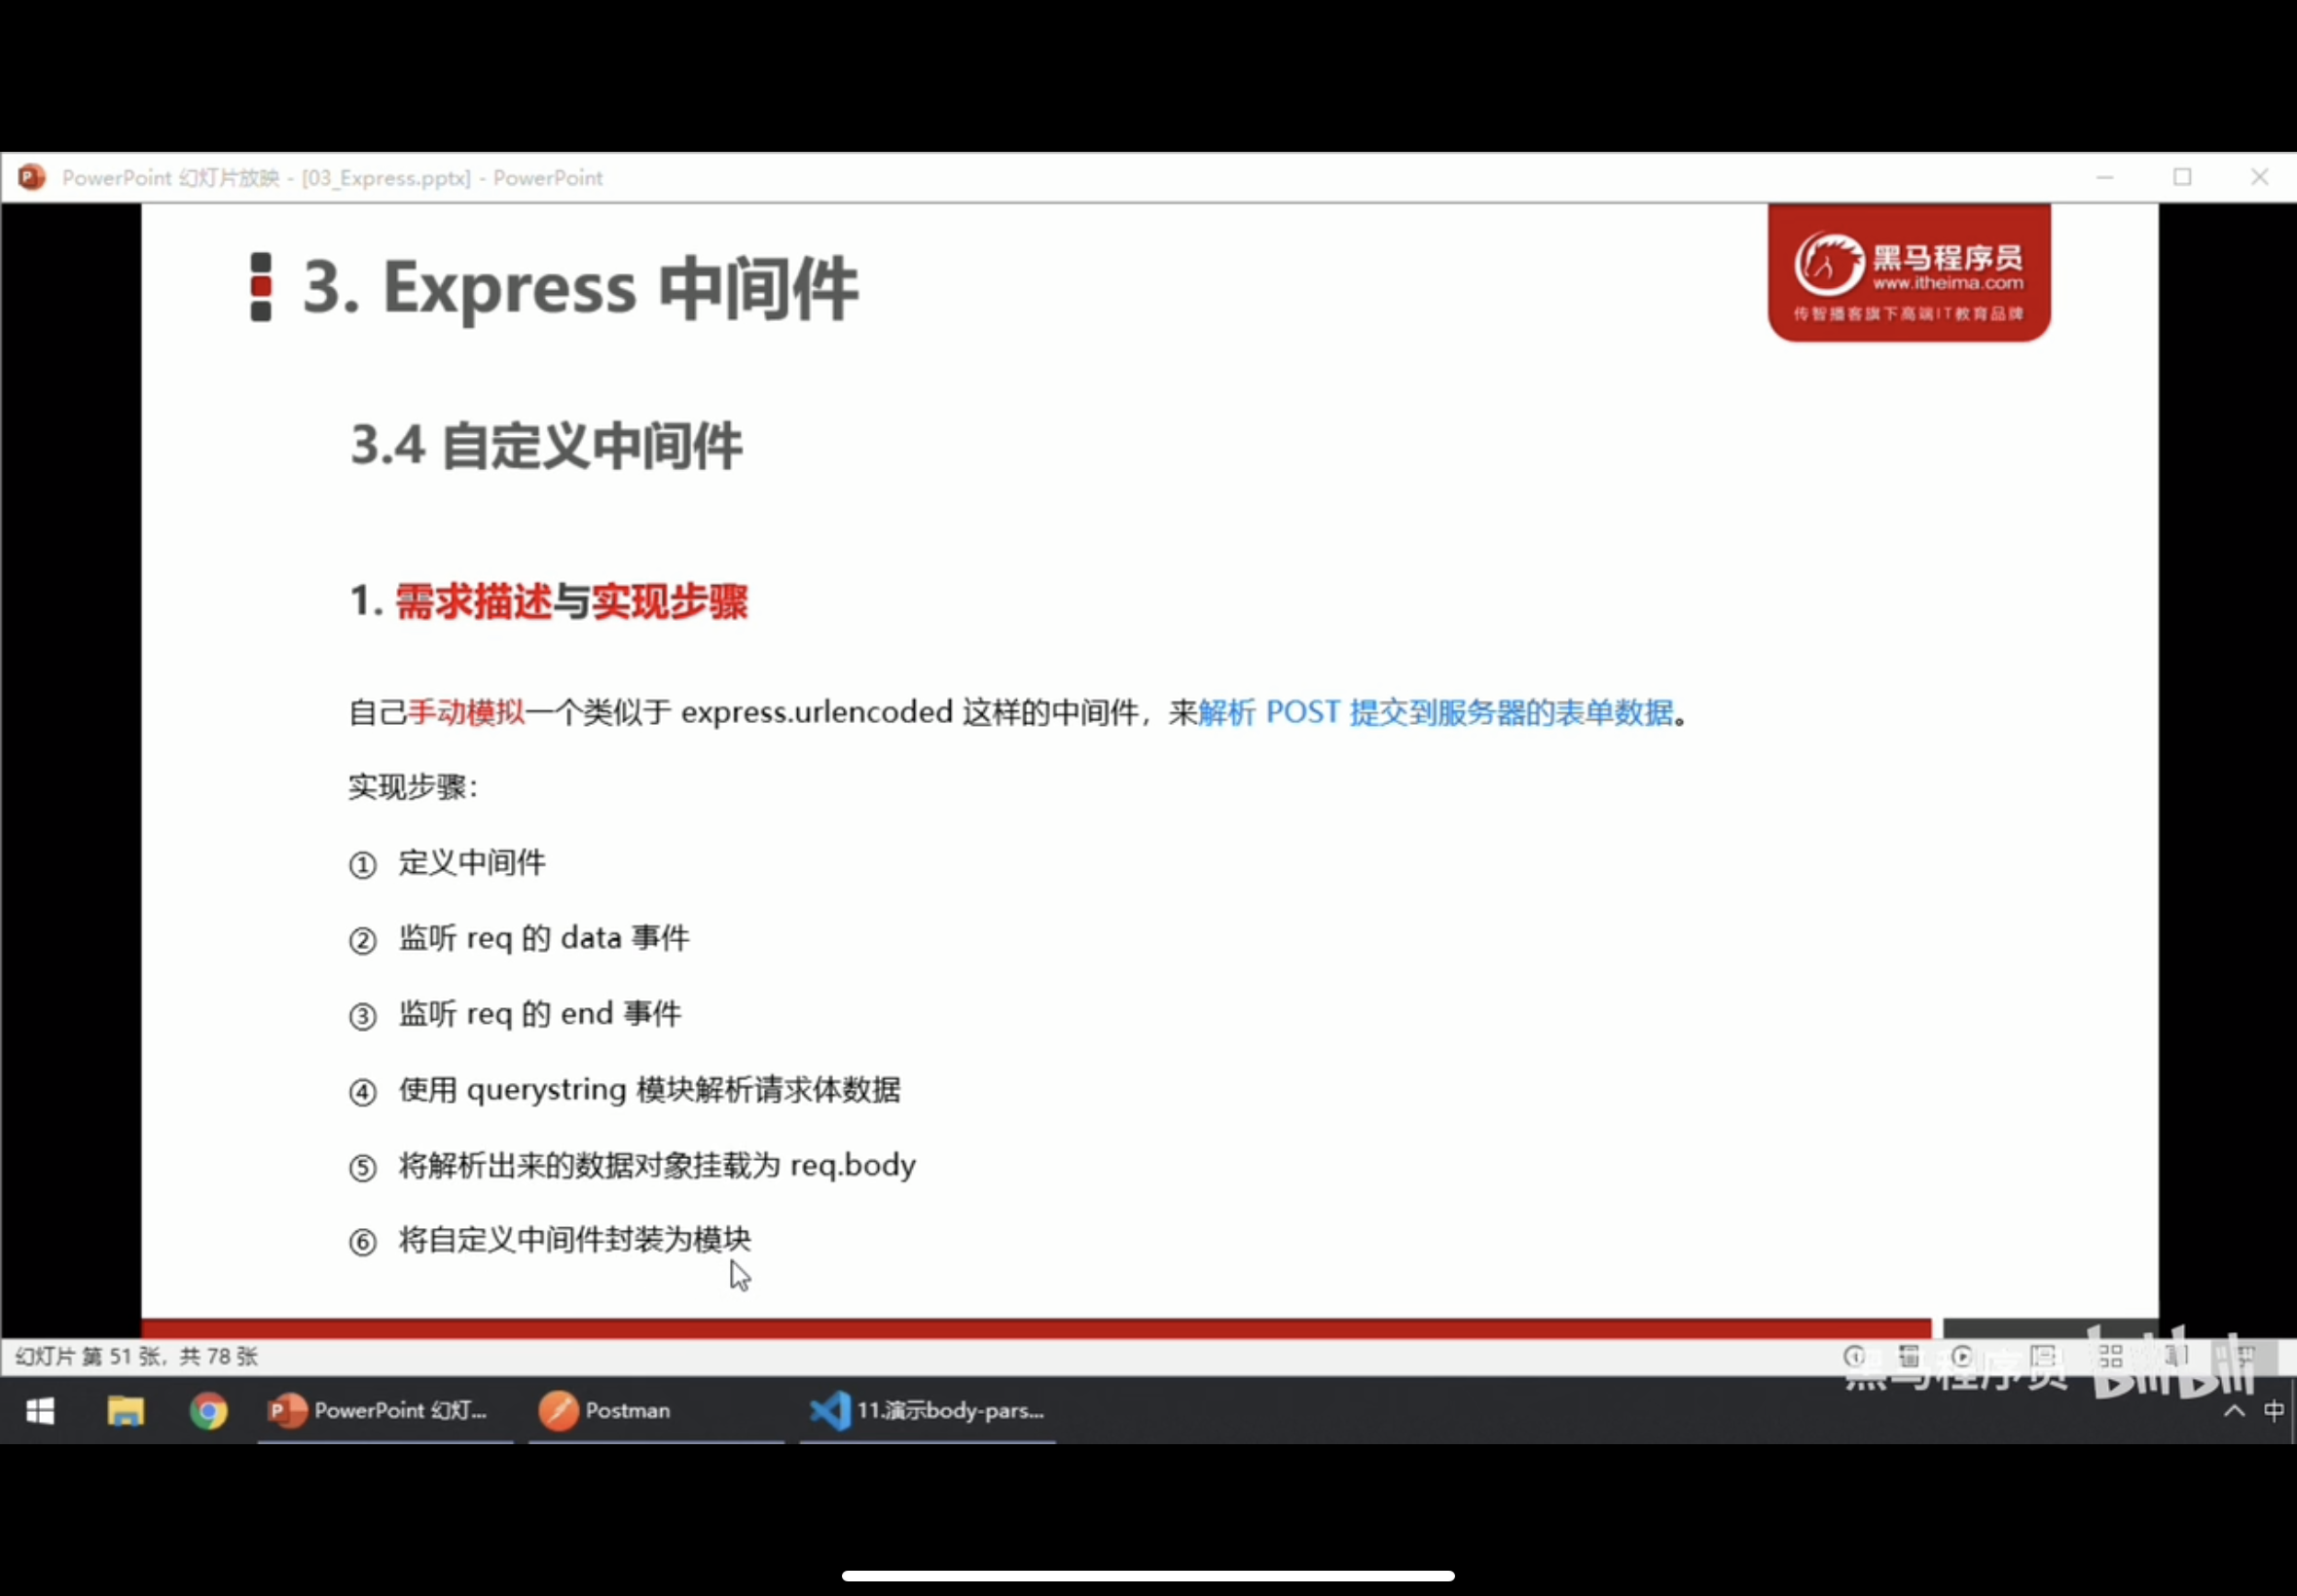 PowerPoint 幻灯片放映 - [03_Express.pptx] - PowerPoint
3. Express 中间件
黑马程序员
www.itheima.com
传智播客旗下高端IT教育品牌
3.4 自定义中间件
1. 需求描述与实现步骤
自己手动模拟一个类似于 express.urlencoded 这样的中间件，来解析 POST 提交到服务器的表单数据。
实现步骤：
① 定义中间件
② 监听 req 的 data 事件
③ 监听 req 的 end 事件
④ 使用 querystring 模块解析请求体数据
⑤ 将解析出来的数据对象挂载为 req.body
⑥ 将自定义中间件封装为模块
幻灯片 第 51 张，共 78 张
黑马程序员 bilibili
PowerPoint 幻灯...
Postman
11.演示body-pars...
中